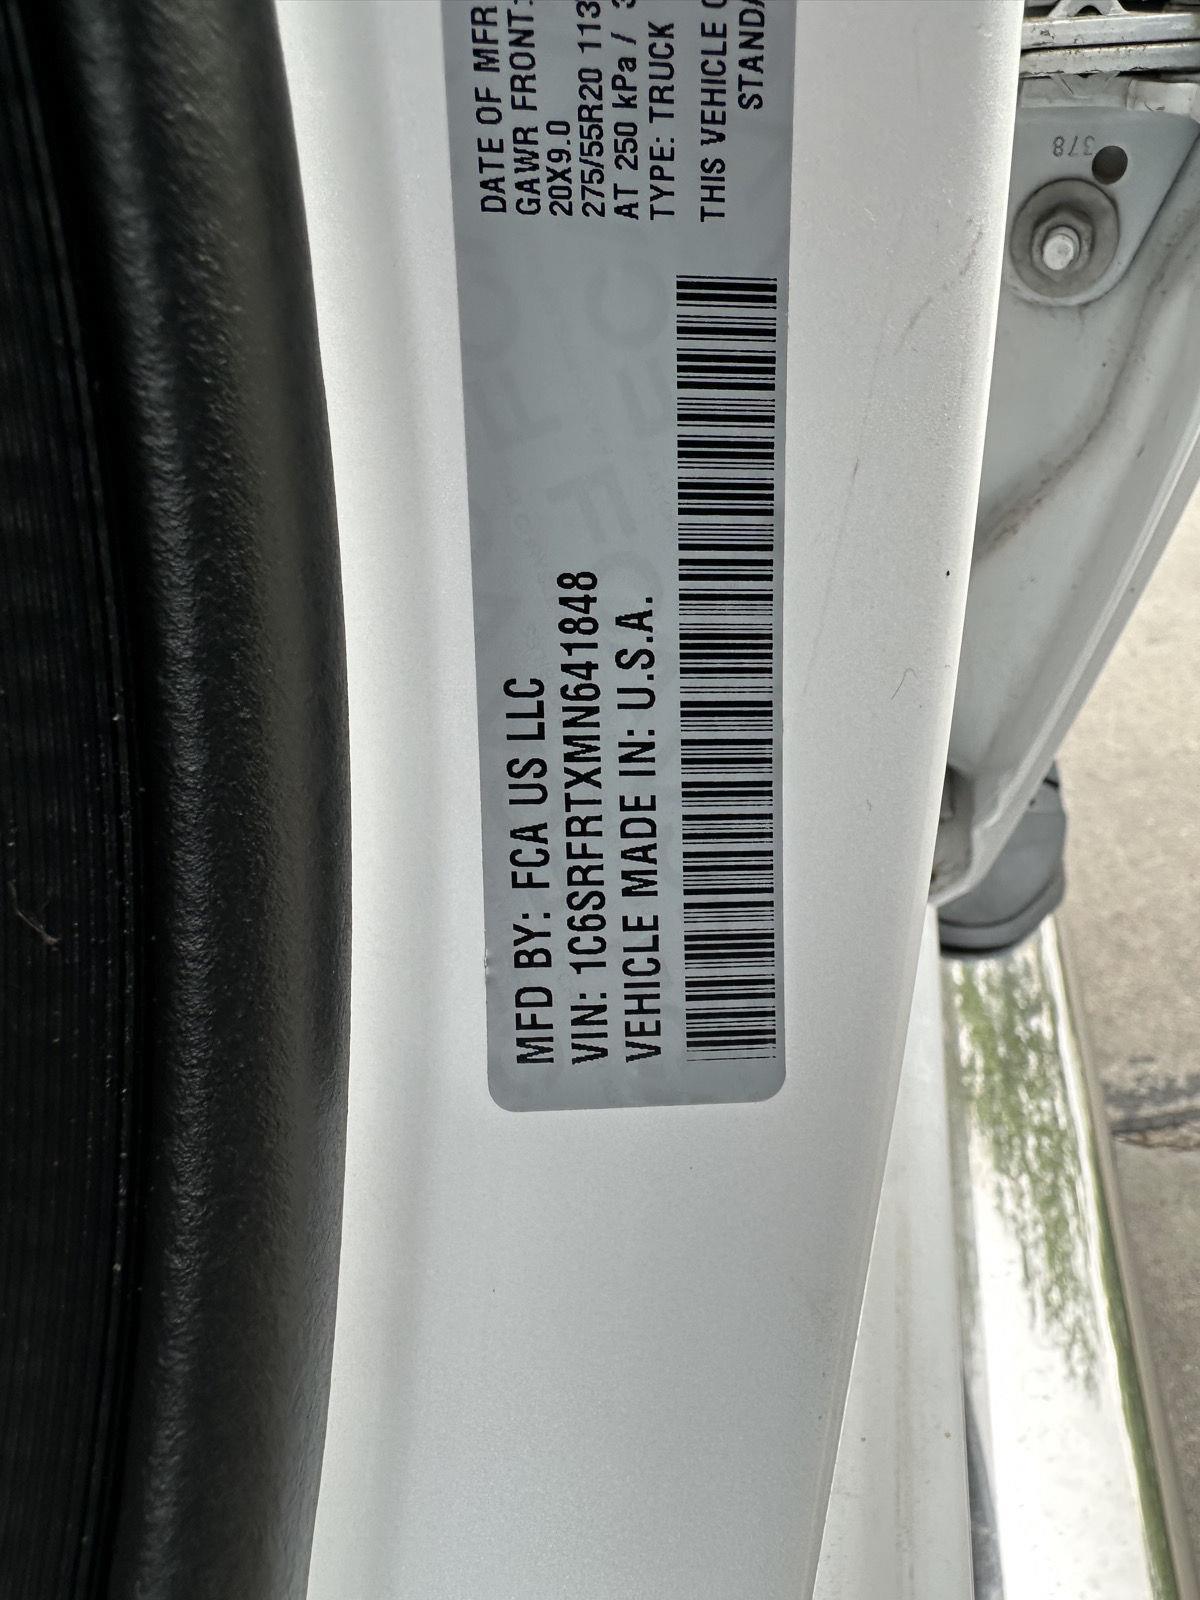 MFD BY: FCA US LLC
VIN: 1C6SRFRTXMN641848
VEHICLE MADE IN: U.S.A.
DATE OF MFR
GAWR FRONT:
20X9.0
275/55R20 113
AT 250 kPa /
TYPE: TRUCK
THIS VEHICLE
378